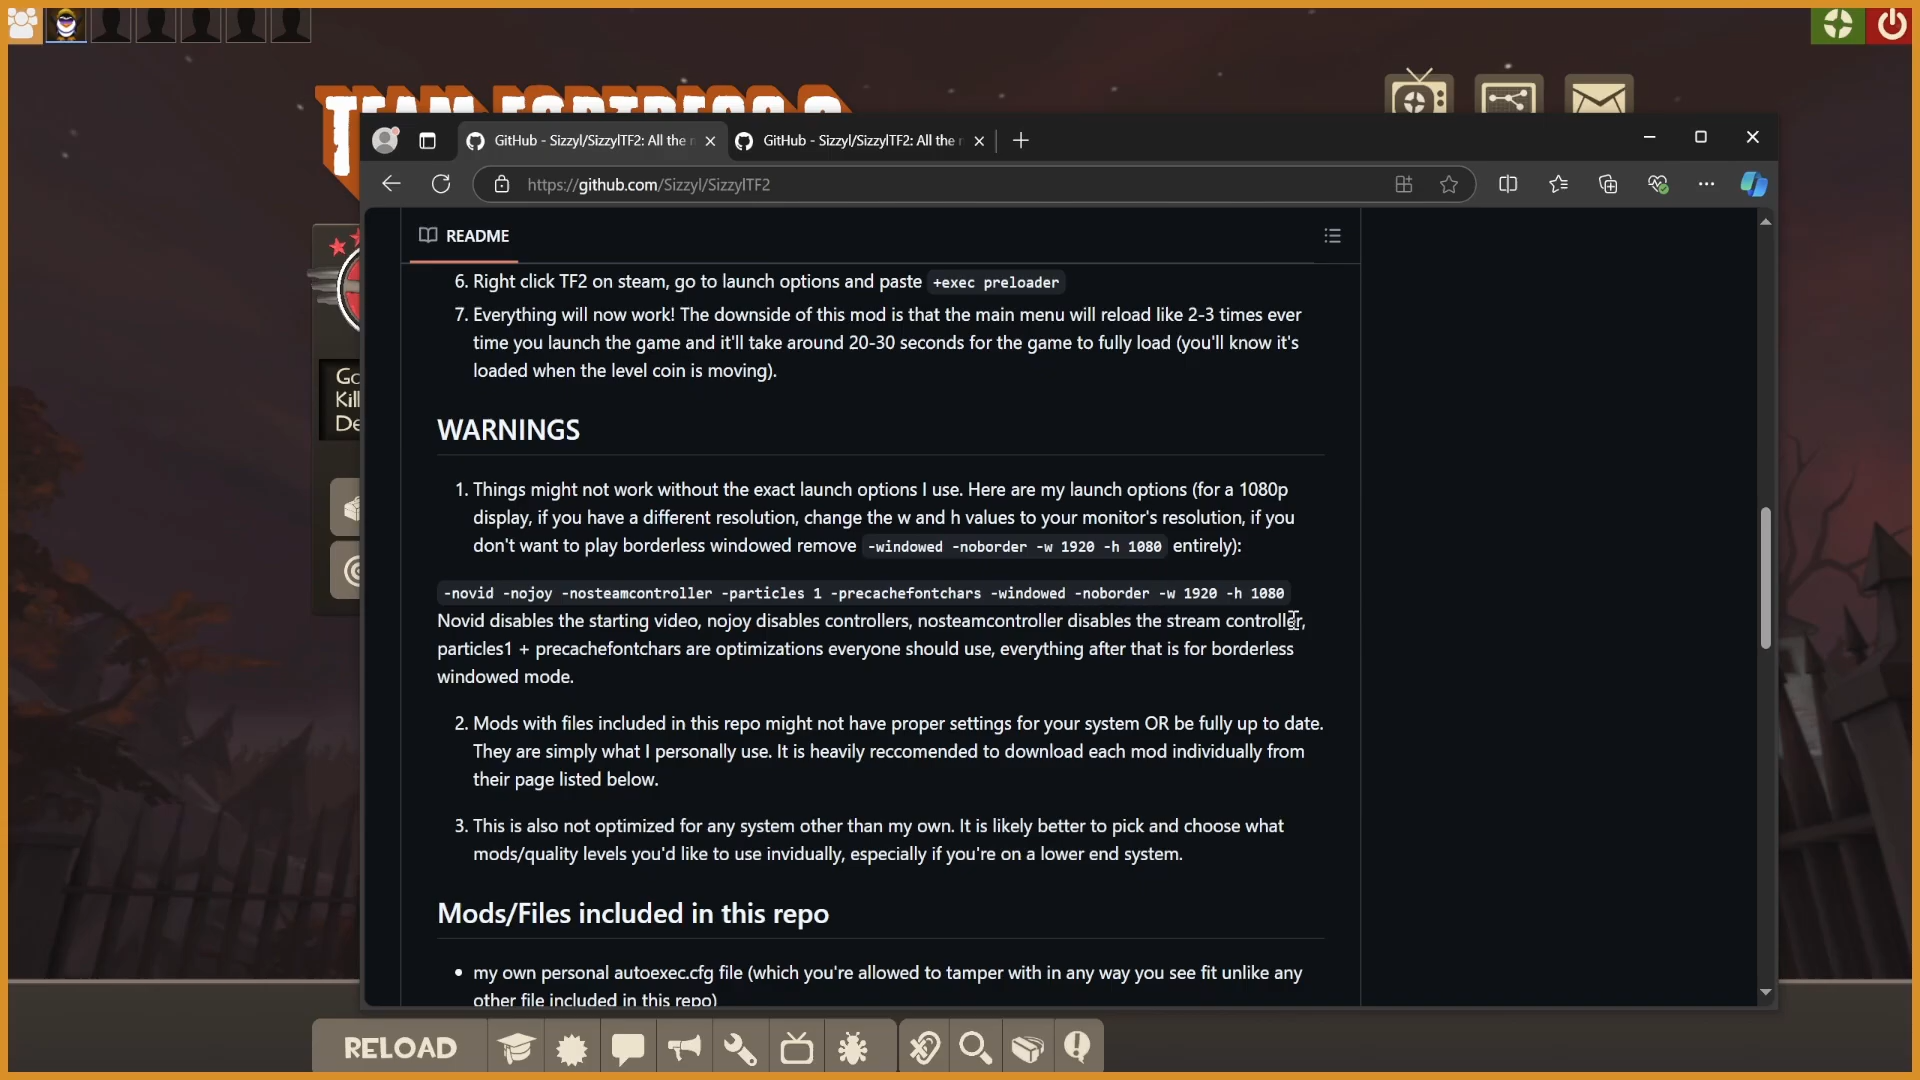 TEAM FORTRESS 2
GitHub - Sizzyl/SizzylTF2: All the
GitHub - Sizzyl/SizzylTF2: All the
https://github.com/Sizzyl/SizzylTF2
README
6. Right click TF2 on steam, go to launch options and paste +exec preloader
7. Everything will now work! The downside of this mod is that the main menu will reload like 2-3 times ever
time you launch the game and it'll take around 20-30 seconds for the game to fully load (you'll know it's
loaded when the level coin is moving).
Kil
De
WARNINGS
1. Things might not work without the exact launch options I use. Here are my launch options (for a 1080p
display, if you have a different resolution, change the w and h values to your monitor's resolution, if you
don't want to play borderless windowed remove -windowed -noborder -w 1920 -h 1080 entirely):
-novid -nojoy -nosteamcontroller -particles 1 -precachefontchars -windowed -noborder -w 1920 -h 1080
Novid disables the starting video, nojoy disables controllers, nosteamcontroller disables the stream controller,
particles1 + precachefontchars are optimizations everyone should use, everything after that is for borderless
windowed mode.
2. Mods with files included in this repo might not have proper settings for your system OR be fully up to date.
They are simply what I personally use. It is heavily reccomended to download each mod individually from
their page listed below.
3. This is also not optimized for any system other than my own. It is likely better to pick and choose what
mods/quality levels you'd like to use invidually, especially if you're on a lower end system.
Mods/Files included in this repo
• my own personal autoexec.cfg file (which you're allowed to tamper with in any way you see fit unlike any
other file included in this repo)
RELOAD